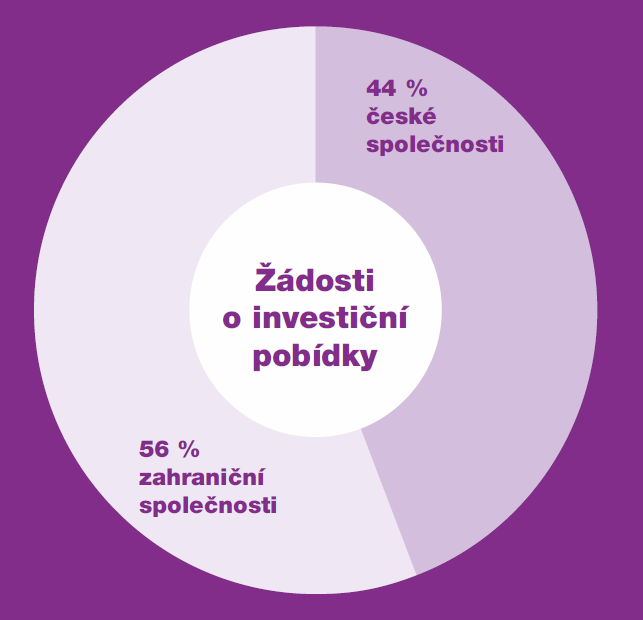 44 %
české
společnosti
Žádosti
o investiční
pobídky
56 %
zahraniční
společnosti